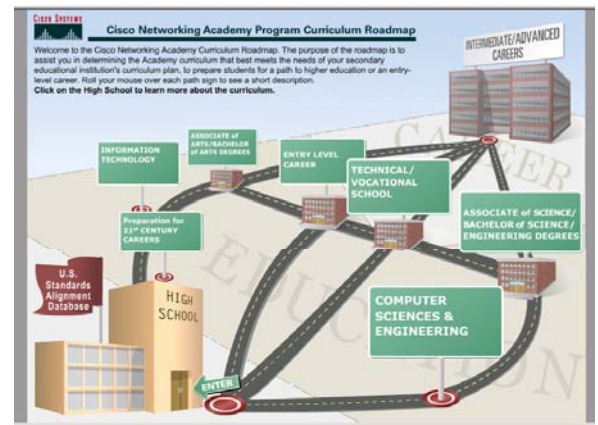 CISCO SYSTEMS
Cisco Networking Academy Program Curriculum Roadmap
Welcome to the Cisco Networking Academy Curriculum Roadmap. The purpose of the roadmap is to
assist you in determining the Academy curriculum that best meets the needs of your secondary
educational institution's curriculum plan, to prepare students for a path to higher education or an entry-
level career. Roll your mouse over each path sign to see a short description.
Click on the High School to learn more about the curriculum.
INTERMEDIATE/ADVANCED
CAREERS
CAREER
INFORMATION
TECHNOLOGY
ASSOCIATE of
ARTS/BACHELOR
of ARTS DEGREES
ENTRY LEVEL
CAREER
TECHNICAL/
VOCATIONAL
SCHOOL
ASSOCIATE of SCIENCE/
BACHELOR of SCIENCE/
ENGINEERING DEGREES
Preparation for
21ST CENTURY
CAREERS
U.S.
Standards
Alignment
Database
HIGH
SCHOOL
EDUCATION
COMPUTER
SCIENCES &
ENGINEERING
ENTER